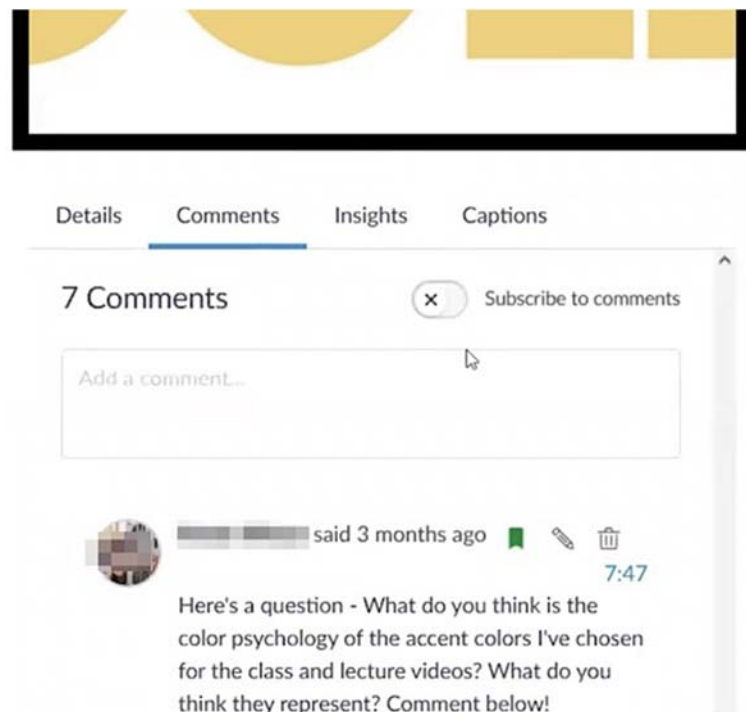 Details Comments Insights Captions
7 Comments Subscribe to comments
Add a comment...
said 3 months ago
7:47
Here's a question - What do you think is the
color psychology of the accent colors I've chosen
for the class and lecture videos? What do you
think they represent? Comment below!